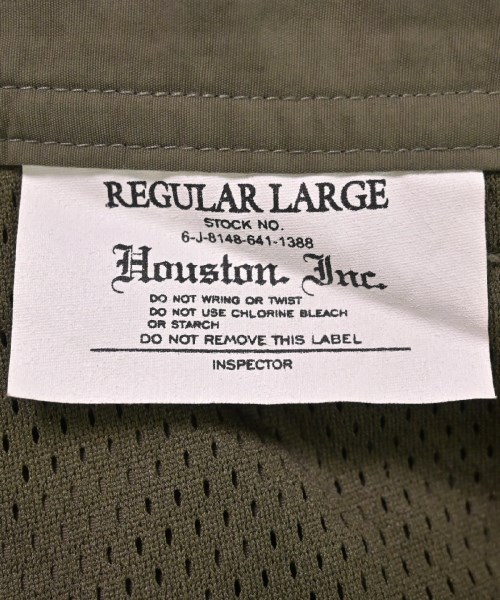 REGULAR LARGE
STOCK NO.
6-J-8148-641-1388
Houston. Inc.
DO NOT WRING OR TWIST
DO NOT USE CHLORINE BLEACH
OR STARCH
DO NOT REMOVE THIS LABEL
INSPECTOR